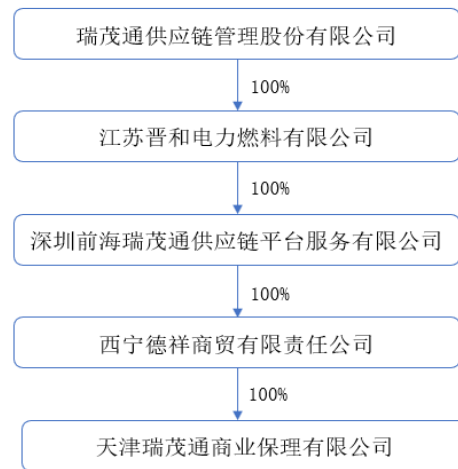 瑞茂通供应链管理股份有限公司
100%
江苏晋和电力燃料有限公司
100%
深圳前海瑞茂通供应链平台服务有限公司
100%
西宁德祥商贸有限责任公司
100%
天津瑞茂通商业保理有限公司